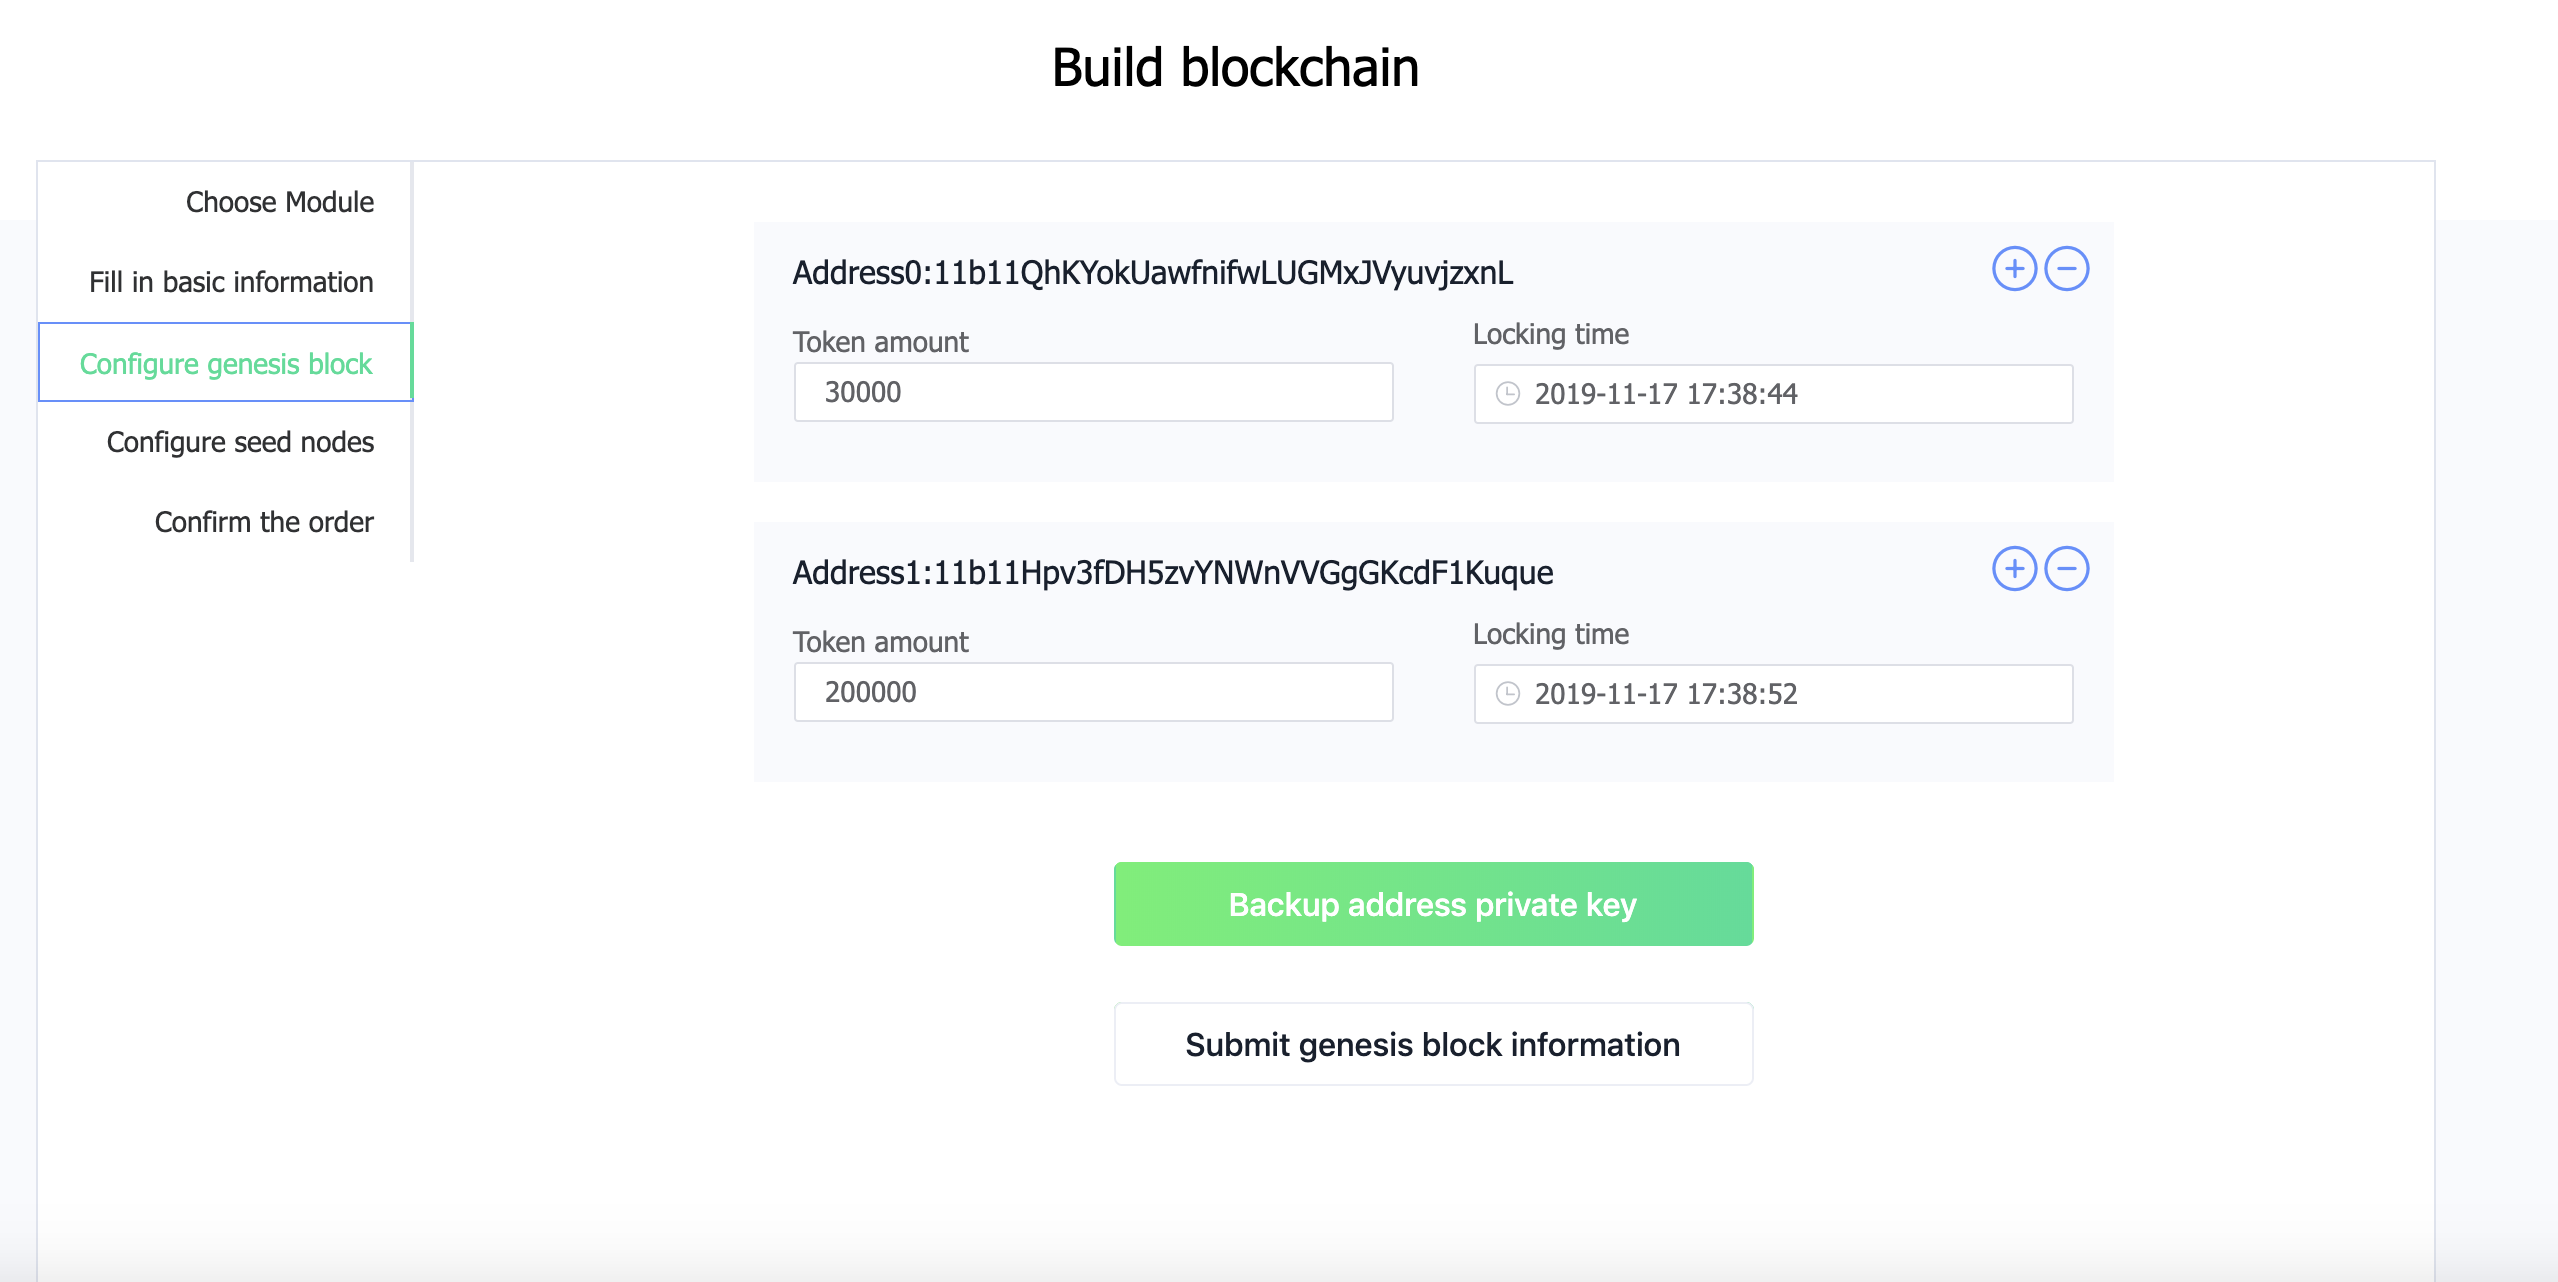 Build blockchain
Choose Module
Fill in basic information
Configure genesis block
Configure seed nodes
Confirm the order
Address0:11b11QhKYokUawfnifwLUGMxJVyuvjzxnL
Token amount
Locking time
30000
2019-11-17 17:38:44
Address1:11b11Hpv3fDH5zvYNWnVVGgGKcdF1Kuque
Token amount
Locking time
200000
2019-11-17 17:38:52
Backup address private key
Submit genesis block information